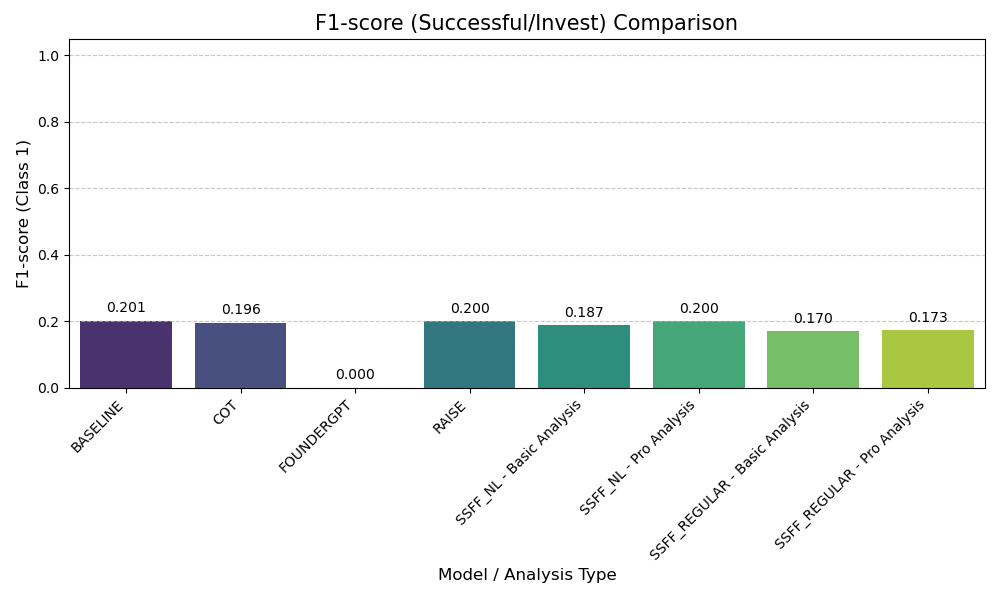 F1-score (Successful/Invest) Comparison
F1-score (Class 1)
1.0
0.8
0.6
0.4
0.2
0.0
0.201
0.196
0.000
0.200
0.187
0.200
0.170
0.173
BASELINE
COT
FOUNDERGPT
RAISE
SSFF_NL - Basic Analysis
SSFF_NL - Pro Analysis
SSFF_REGULAR - Basic Analysis
SSFF_REGULAR - Pro Analysis
Model / Analysis Type